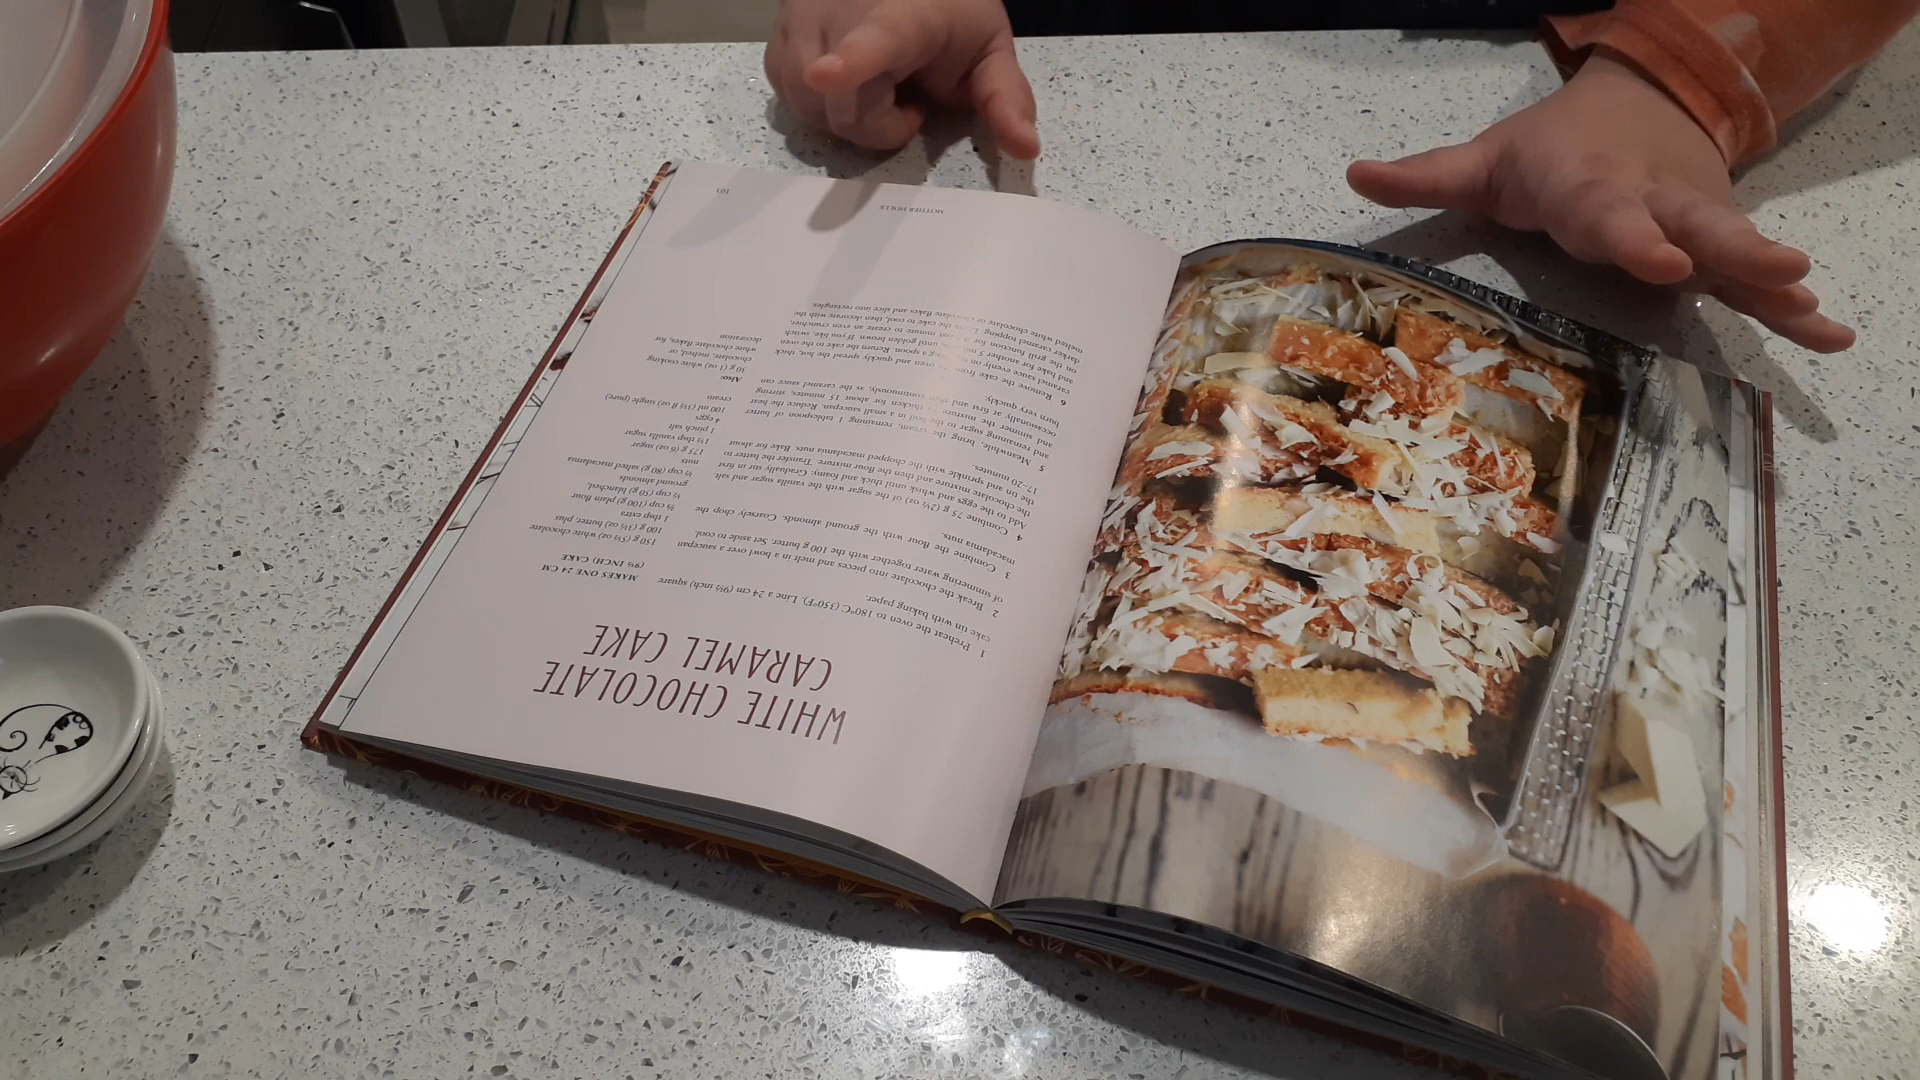 WHITE CHOCOLATE
CARAMEL CAKE
MAKES ONE 24 CM
(9½ INCH) CAKE
150 g (5½ oz) white chocolate
100 g (3½ oz) butter, plus
1 tbsp extra
⅔ cup (100 g) plain flour
½ cup (50 g) blanched,
ground almonds
½ cup (80 g) salted macadamia
nuts
175 g (6 oz) sugar
1½ tbsp vanilla sugar
1 pinch salt
4 eggs
100 ml (3½ fl oz) single (pure)
cream
Also:
30 g (1 oz) white cooking
chocolate, melted, or
white chocolate flakes, for
decoration
1 Preheat the oven to 180°C (350°F). Line a 24 cm (9½ inch) square
cake tin with baking paper.
2 Break the chocolate into pieces and melt in a bowl over a saucepan
of simmering water together with the 100 g butter. Set aside to cool.
3 Combine the flour with the ground almonds. Coarsely chop the
macadamia nuts.
4 Combine 75 g (2½ oz) of the sugar with the vanilla sugar and salt.
Add to the eggs and whisk until thick and foamy. Gradually stir in first
the chocolate mixture and then the flour mixture. Transfer the batter to
the tin and sprinkle with the chopped macadamia nuts. Bake for about
17–20 minutes.
5 Meanwhile, bring the cream, remaining 1 tablespoon of butter
and remaining sugar to the boil in a small saucepan. Reduce the heat
and simmer the mixture to thicken for about 15 minutes, stirring
occasionally at first and then continuously, as the caramel sauce can
burn very quickly.
6 Remove the cake from the oven and quickly spread the hot, thick
caramel sauce evenly on top using a spoon. Return the cake to the oven
and bake for another 5 minutes until golden brown. If you like, switch
on the grill function for the last minute to create an even crunchier,
darker caramel topping. Leave the cake to cool, then decorate with the
melted white chocolate or chocolate flakes and slice into rectangles.
MOTHER HOLLE
103